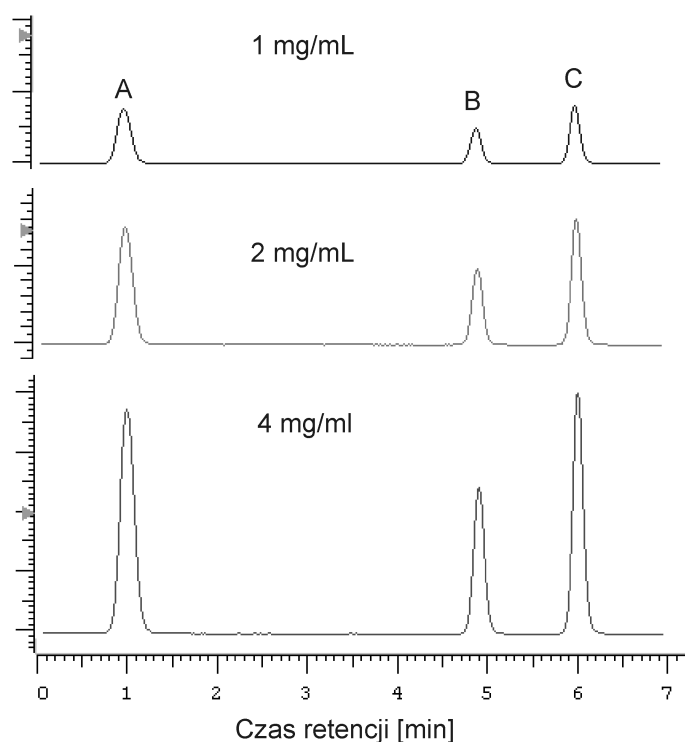 1 mg/mL
A
B
C
2 mg/mL
4 mg/ml
0 1 2 3 4 5 6 7
Czas retencji [min]